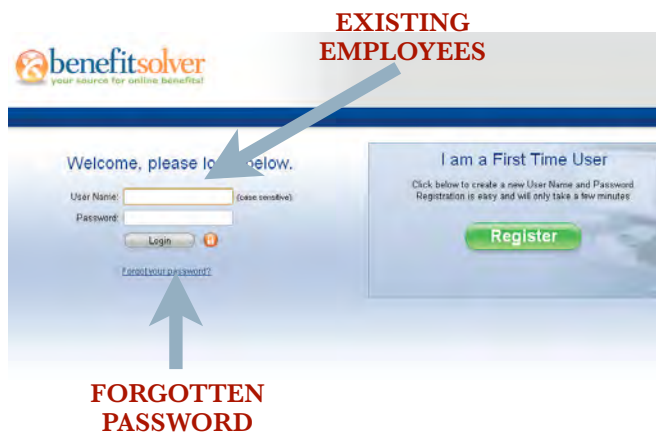 EXISTING
EMPLOYEES
benefitsolver
your source for online benefits!
Welcome, please lo below.
User Name:
(case sensitive)
Password:
Login
Forgot your password?
I am a First Time User
Click below to create a new User Name and Password
Registration is easy and will only take a few minutes
Register
FORGOTTEN
PASSWORD